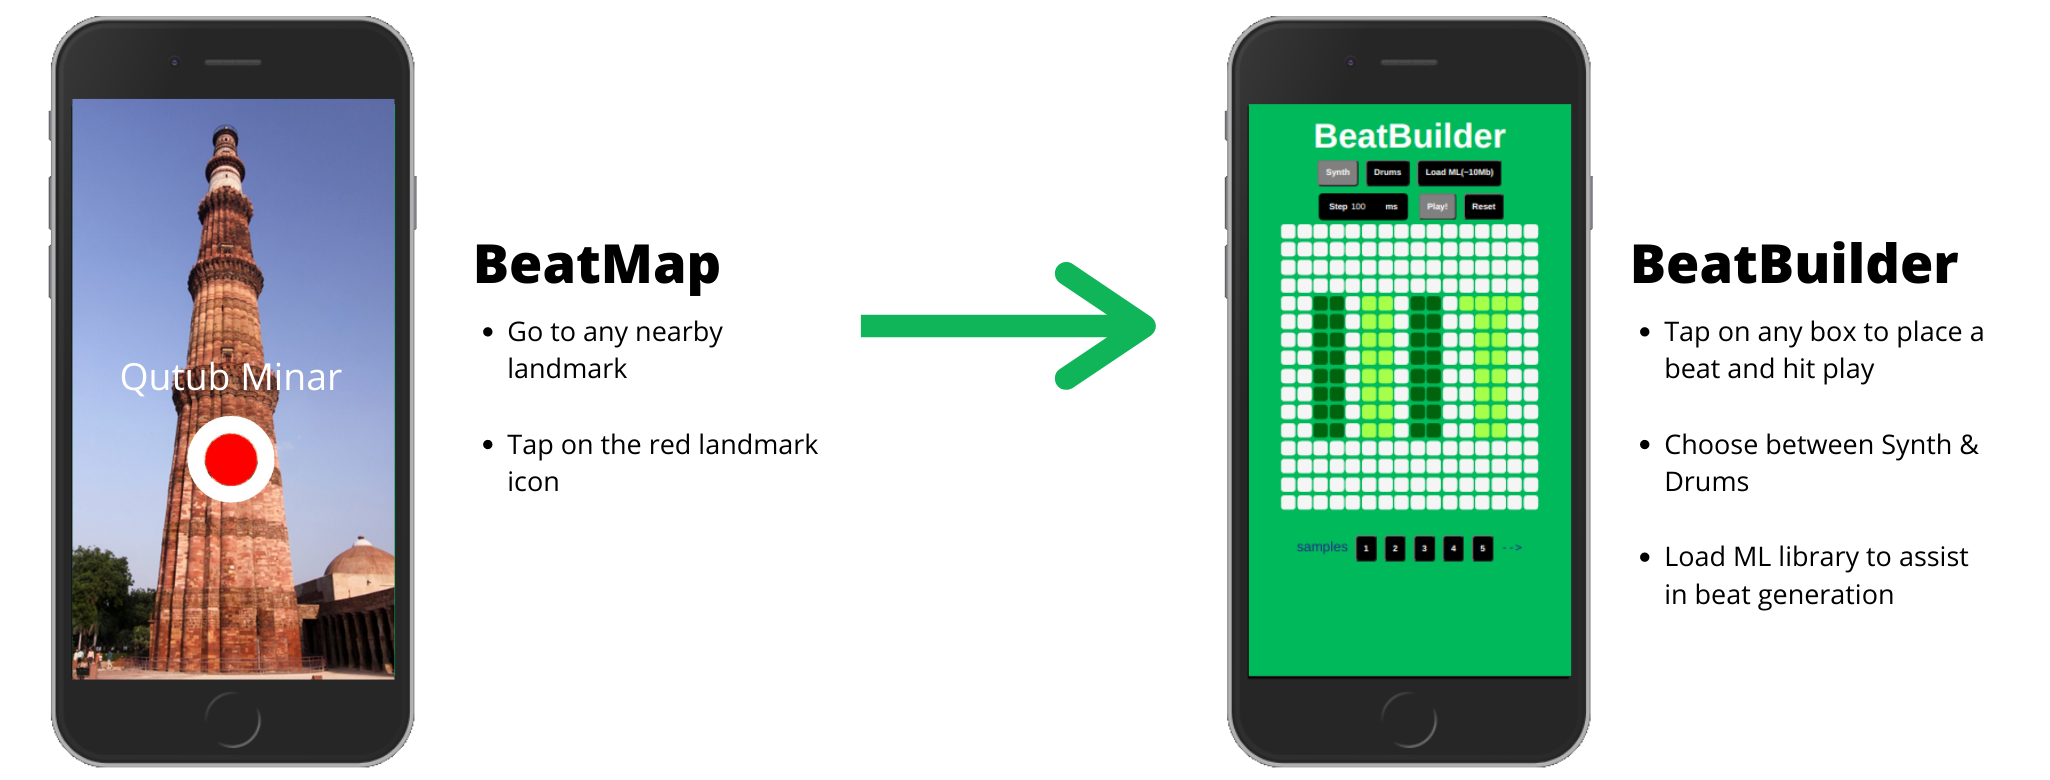 Qutub Minar
BeatMap
• Go to any nearby
landmark
• Tap on the red landmark
icon
BeatBuilder
Synth Drums Load ML(~10Mb)
Step 100 ms Play! Reset
samples 1 2 3 4 5 -->
BeatBuilder
• Tap on any box to place a
beat and hit play
• Choose between Synth &
Drums
• Load ML library to assist
in beat generation